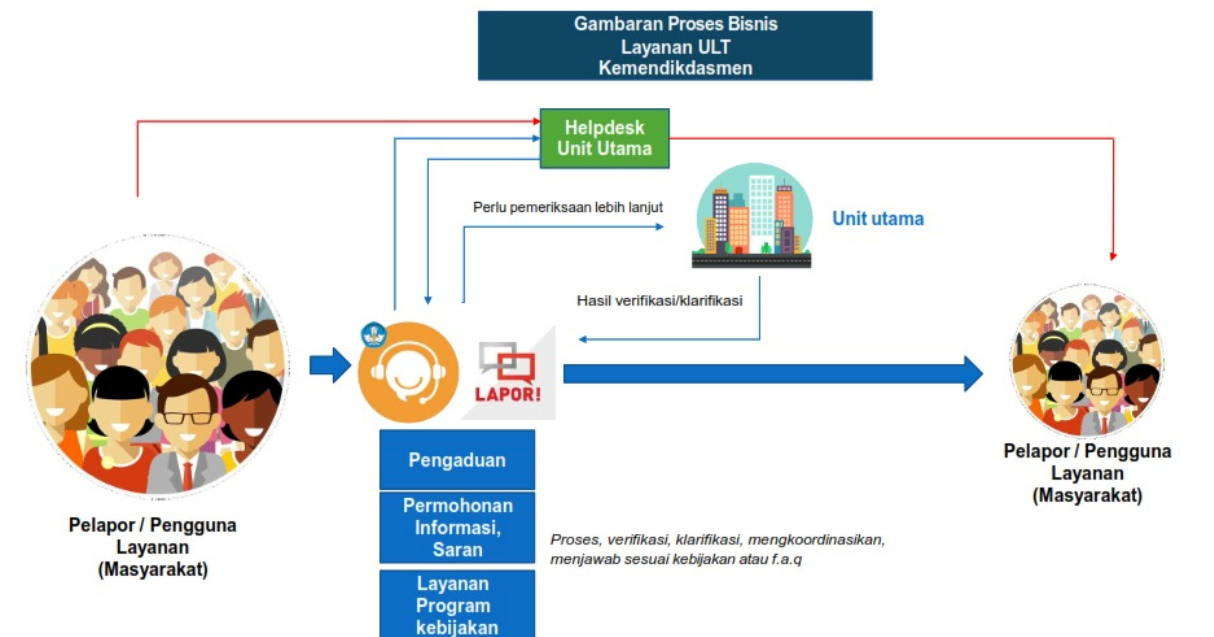 Gambaran Proses Bisnis
Layanan ULT
Kemendikdasmen
Helpdesk
Unit Utama
Perlu pemeriksaan lebih lanjut
Unit utama
Hasil verifikasi/klarifikasi
LAPOR!
Pengaduan
Permohonan
Informasi,
Saran
Layanan
Program
kebijakan
Proses, verifikasi, klarifikasi, mengkoordinasikan,
menjawab sesuai kebijakan atau f.a.q
Pelapor / Pengguna
Layanan
(Masyarakat)
Pelapor / Pengguna
Layanan
(Masyarakat)